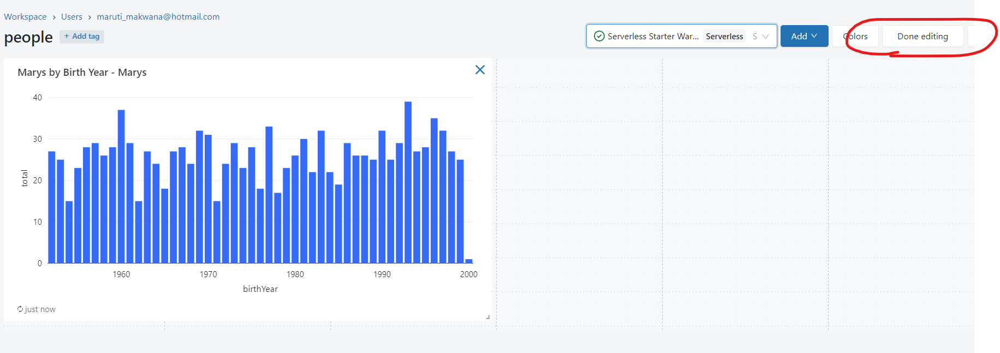 Workspace > Users > maruti_makwana@hotmail.com
people + Add tag
Serverless Starter War... Serverless S Add Colors Done editing
Marys by Birth Year - Marys
40
30
20
10
0
total
1960 1970 1980 1990 2000
birthYear
just now